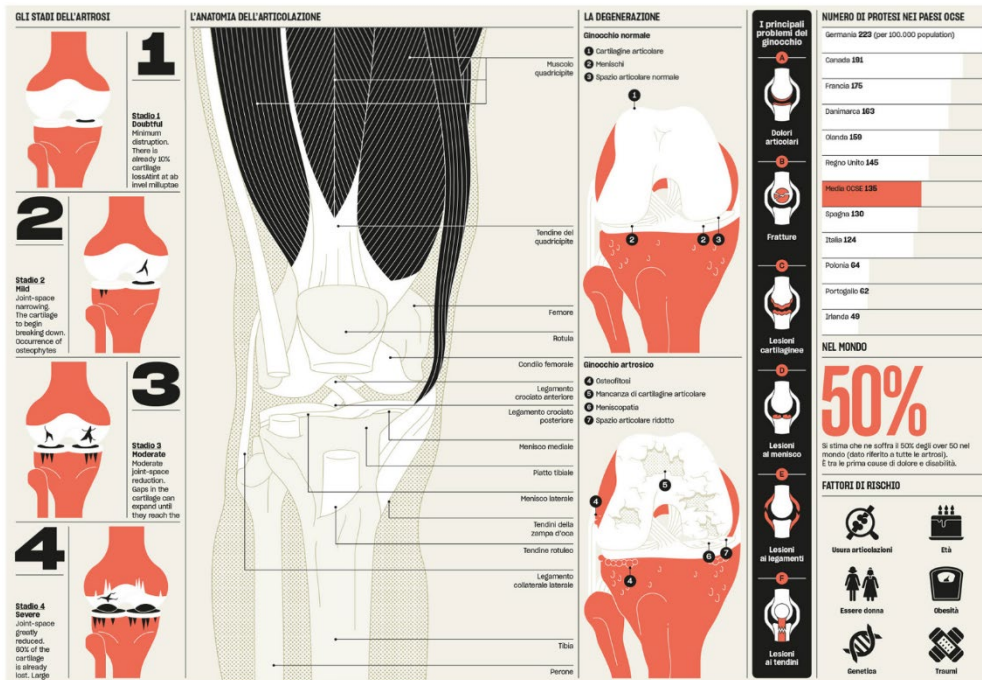 GLI STADI DELL'ARTROSI
1
Stadio 1
Doubtful
Minimum
distruption.
There is
already 10%
cartilage
lossAtint at ab
invel milluptae
2
Stadio 2
Mild
Joint-space
narrowing.
The cartilage
to begin
breaking down.
Occurrence of
osteophytes
3
Stadio 3
Moderate
Moderate
joint-space
reduction.
Gaps in the
cartilage can
expand until
they reach the
4
Stadio 4
Severe
Joint-space
greatly
reduced.
60% of the
cartilage
is already
lost. Large
L'ANATOMIA DELL'ARTICOLAZIONE
Muscolo
quadricipite
Tendine del
quadricipite
Femore
Rotula
Condilo femorale
Legamento
crociato anteriore
Legamento crociato
posteriore
Menisco mediale
Piatto tibiale
Menisco laterale
Tendini della
zampa d'oca
Tendine rotuleo
Legamento
collaterale laterale
Tibia
Perone
LA DEGENERAZIONE
Ginocchio normale
1 Cartilagine articolare
2 Menischi
3 Spazio articolare normale
1
2
2
3
Ginocchio artrosico
4 Osteofitosi
5 Mancanza di cartilagine articolare
6 Meniscopatia
7 Spazio articolare ridotto
4
5
6
7
4
I principali
problemi del
ginocchio
A
Dolori
articolari
B
Fratture
C
Lesioni
cartilaginee
D
Lesioni
al menisco
E
Lesioni
ai legamenti
F
Lesioni
ai tendini
NUMERO DI PROTESI NEI PAESI OCSE
Germania 223 (per 100.000 population)
Canada 191
Francia 175
Danimarca 163
Olanda 159
Regno Unito 145
Media OCSE 135
Spagna 130
Italia 124
Polonia 64
Portogallo 62
Irlanda 49
NEL MONDO
50%
Si stima che ne soffra il 50% degli over 50 nel
mondo (dato riferito a tutte le artrosi).
È tra le prima cause di dolore e disabilità.
FATTORI DI RISCHIO
Usura articolazioni
Età
Essere donna
Obesità
Genetica
Traumi